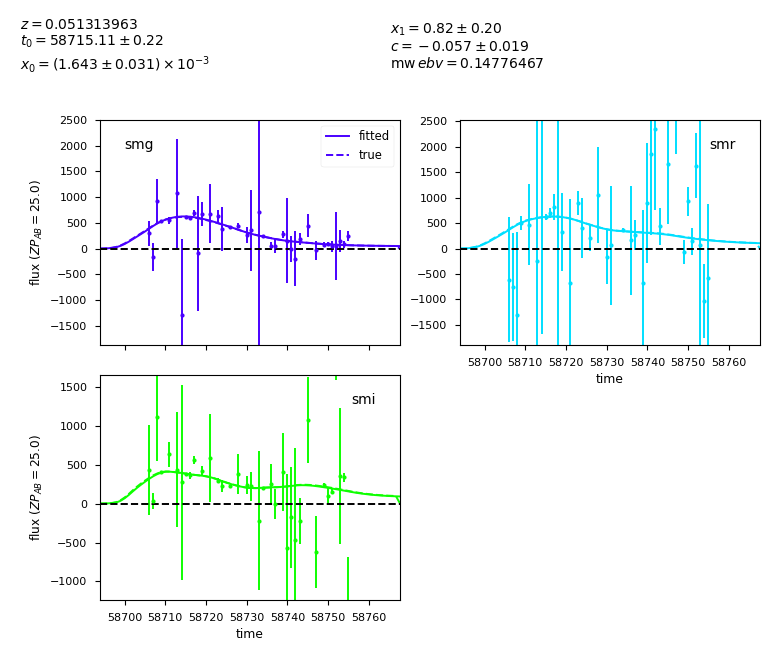 z = 0.051313963
t₀ = 58715.11 ± 0.22
x₀ = (1.643 ± 0.031) × 10⁻³
x₁ = 0.82 ± 0.20
c = −0.057 ± 0.019
mw ebv = 0.14776467
2500
2000
1500
1000
500
0
−500
−1000
−1500
flux (ZP_AB = 25.0)
smg
fitted
true
2500
2000
1500
1000
500
0
−500
−1000
−1500
smr
58700 58710 58720 58730 58740 58750 58760
time
1500
1000
500
0
−500
−1000
flux (ZP_AB = 25.0)
smi
58700 58710 58720 58730 58740 58750 58760
time